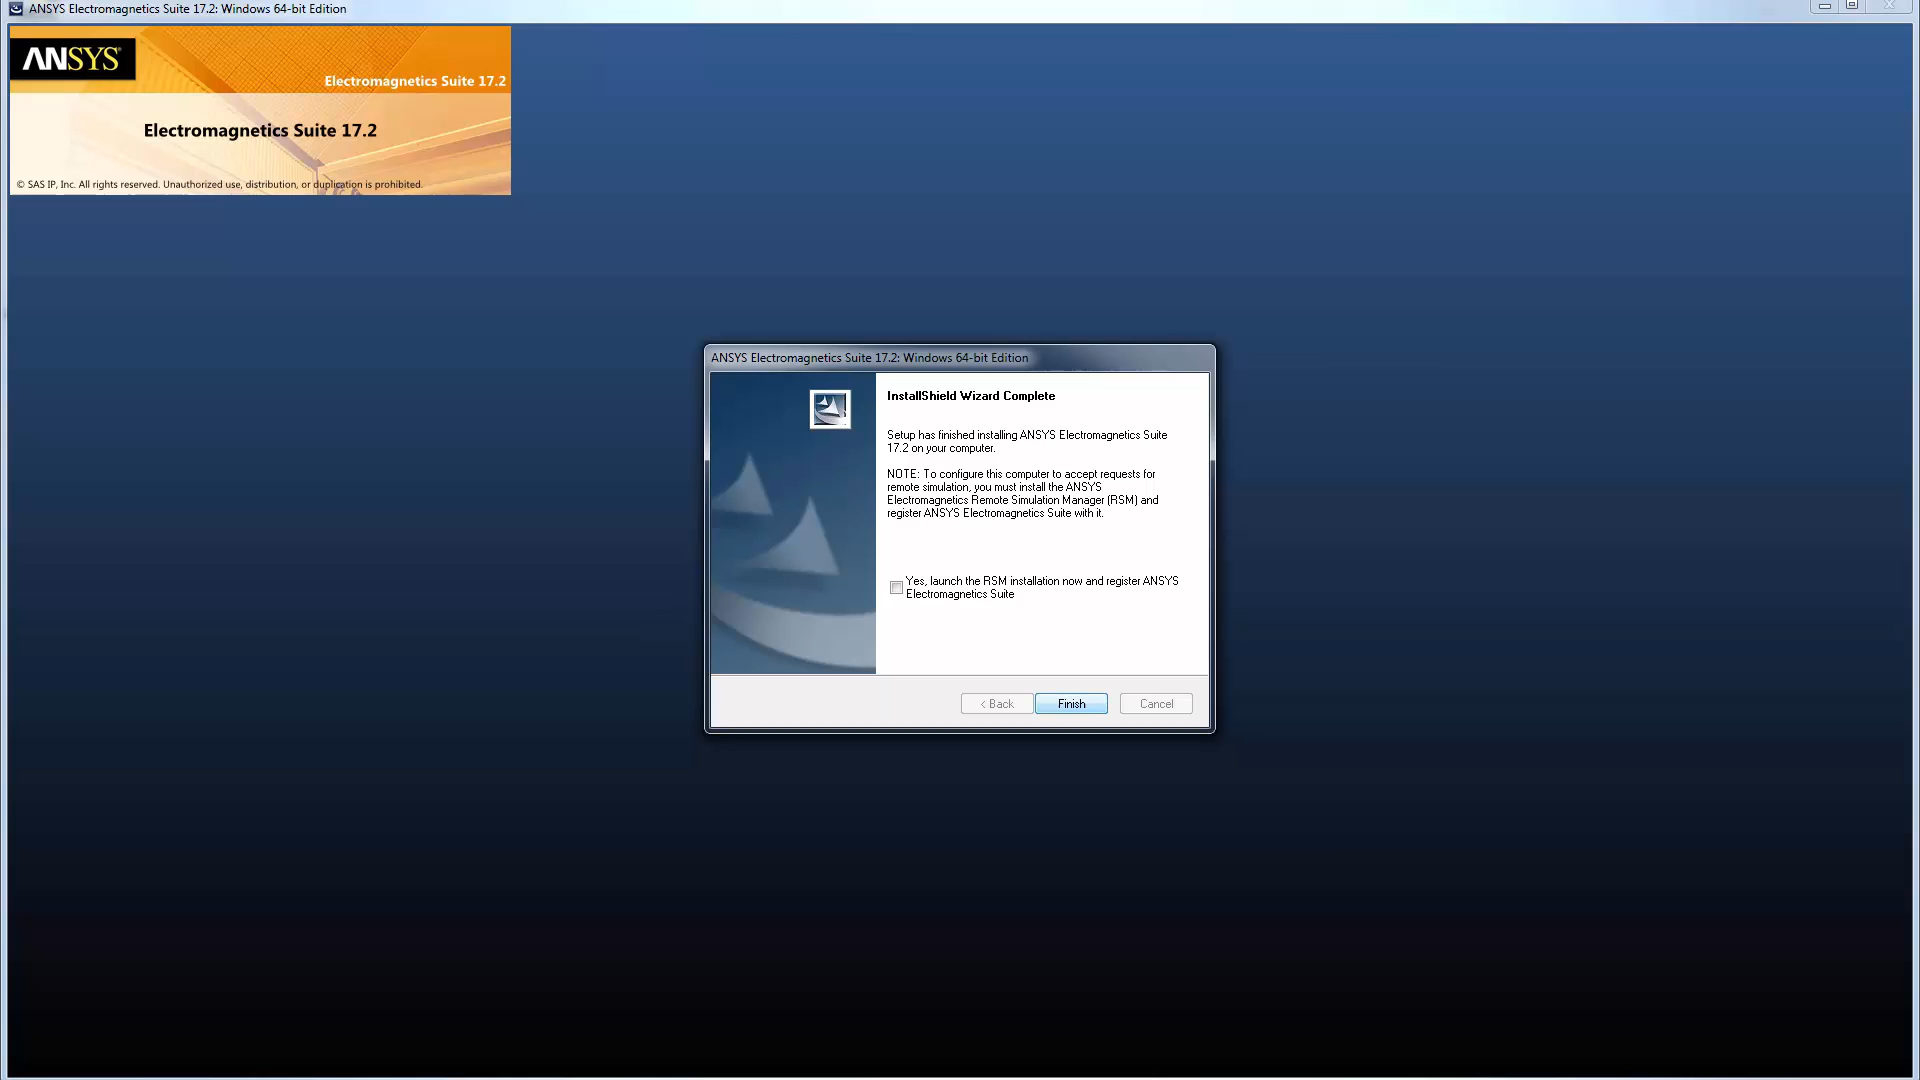 ANSYS Electromagnetics Suite 17.2: Windows 64-bit Edition
ANSYS®
Electromagnetics Suite 17.2
Electromagnetics Suite 17.2
© SAS IP, Inc. All rights reserved. Unauthorized use, distribution, or duplication is prohibited.
ANSYS Electromagnetics Suite 17.2: Windows 64-bit Edition
InstallShield Wizard Complete
Setup has finished installing ANSYS Electromagnetics Suite
17.2 on your computer.
NOTE: To configure this computer to accept requests for
remote simulation, you must install the ANSYS
Electromagnetics Remote Simulation Manager (RSM) and
register ANSYS Electromagnetics Suite with it.
Yes, launch the RSM installation now and register ANSYS
Electromagnetics Suite
< Back
Finish
Cancel